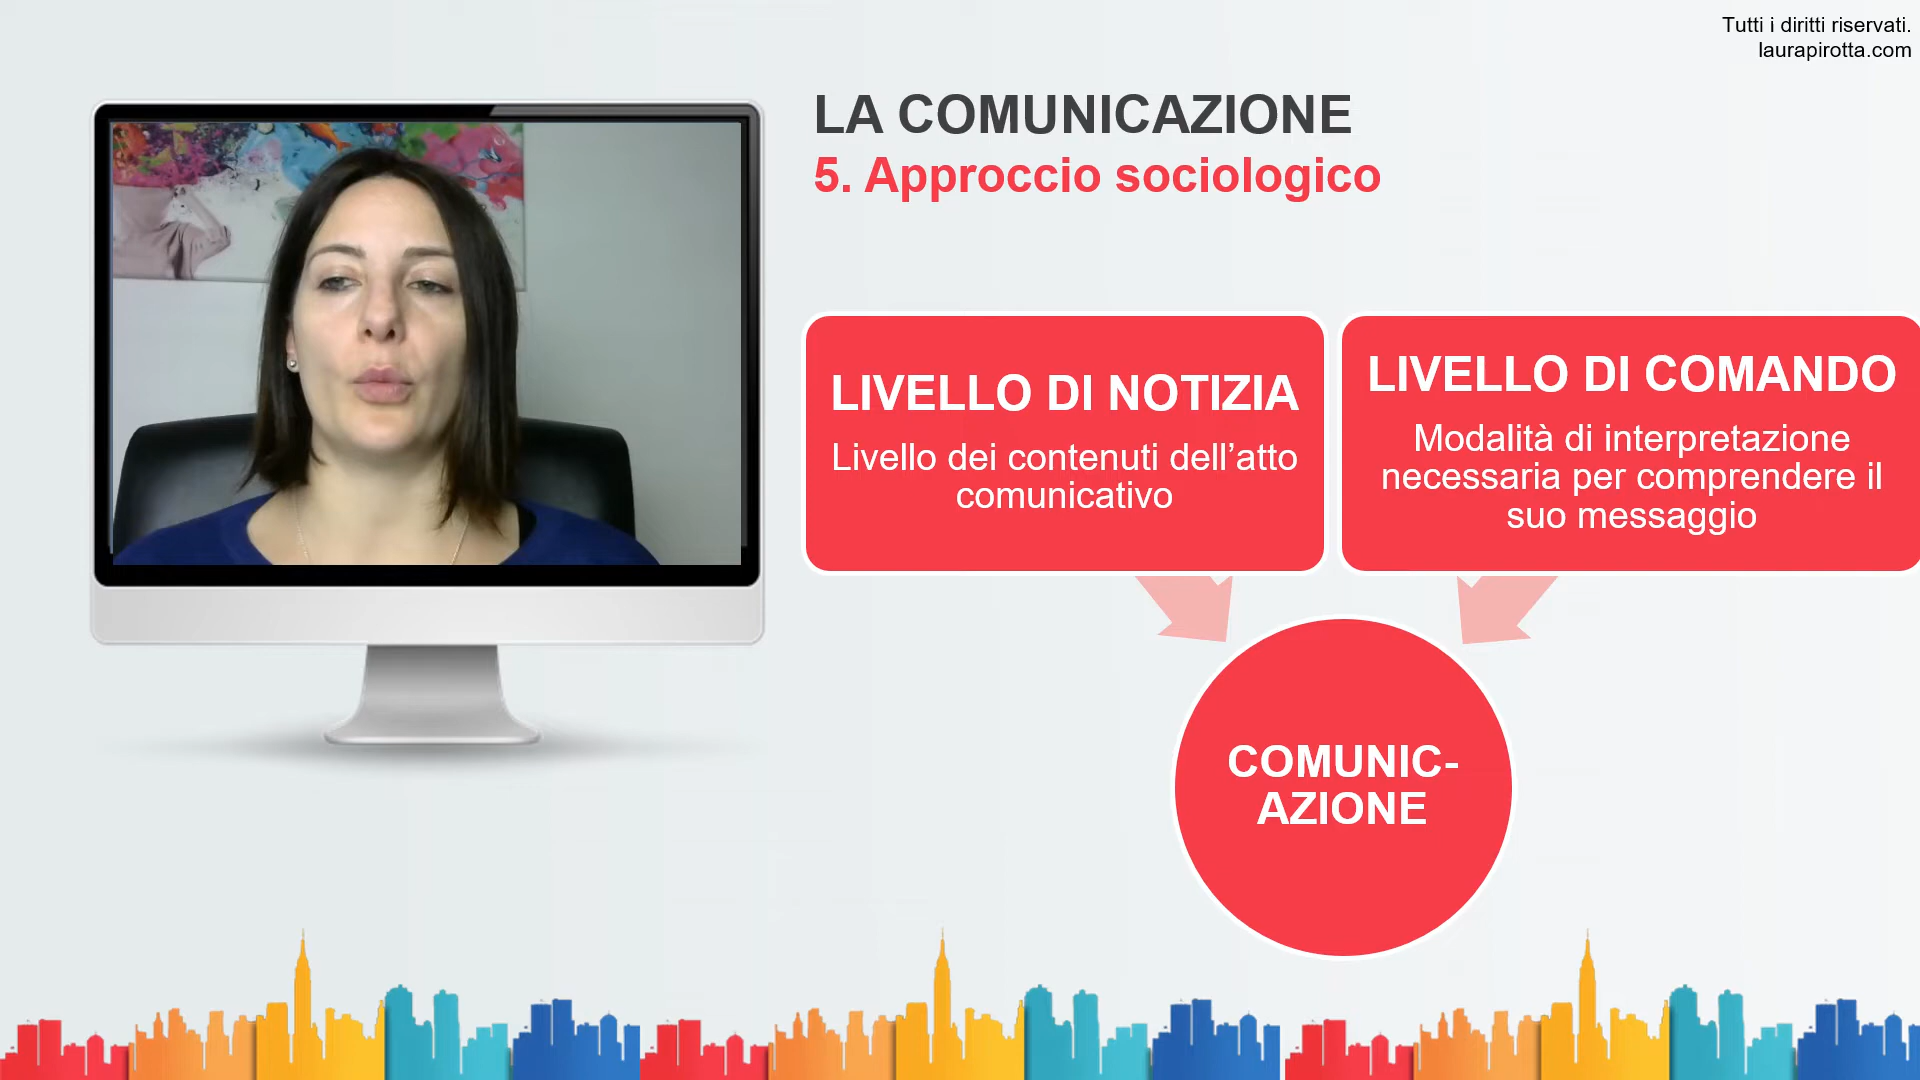 Tutti i diritti riservati.
laurapirotta.com
LA COMUNICAZIONE
5. Approccio sociologico
LIVELLO DI NOTIZIA
Livello dei contenuti dell’atto
comunicativo
LIVELLO DI COMANDO
Modalità di interpretazione
necessaria per comprendere il
suo messaggio
COMUNIC-
AZIONE